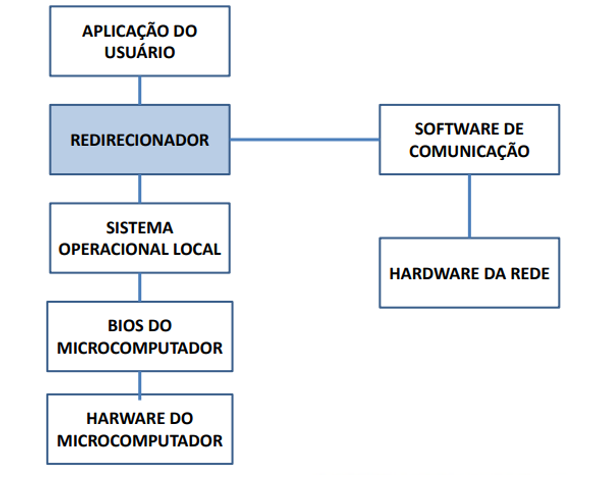 APLICAÇÃO DO
USUÁRIO
REDIRECIONADOR
SOFTWARE DE
COMUNICAÇÃO
SISTEMA
OPERACIONAL LOCAL
HARDWARE DA REDE
BIOS DO
MICROCOMPUTADOR
HARWARE DO
MICROCOMPUTADOR